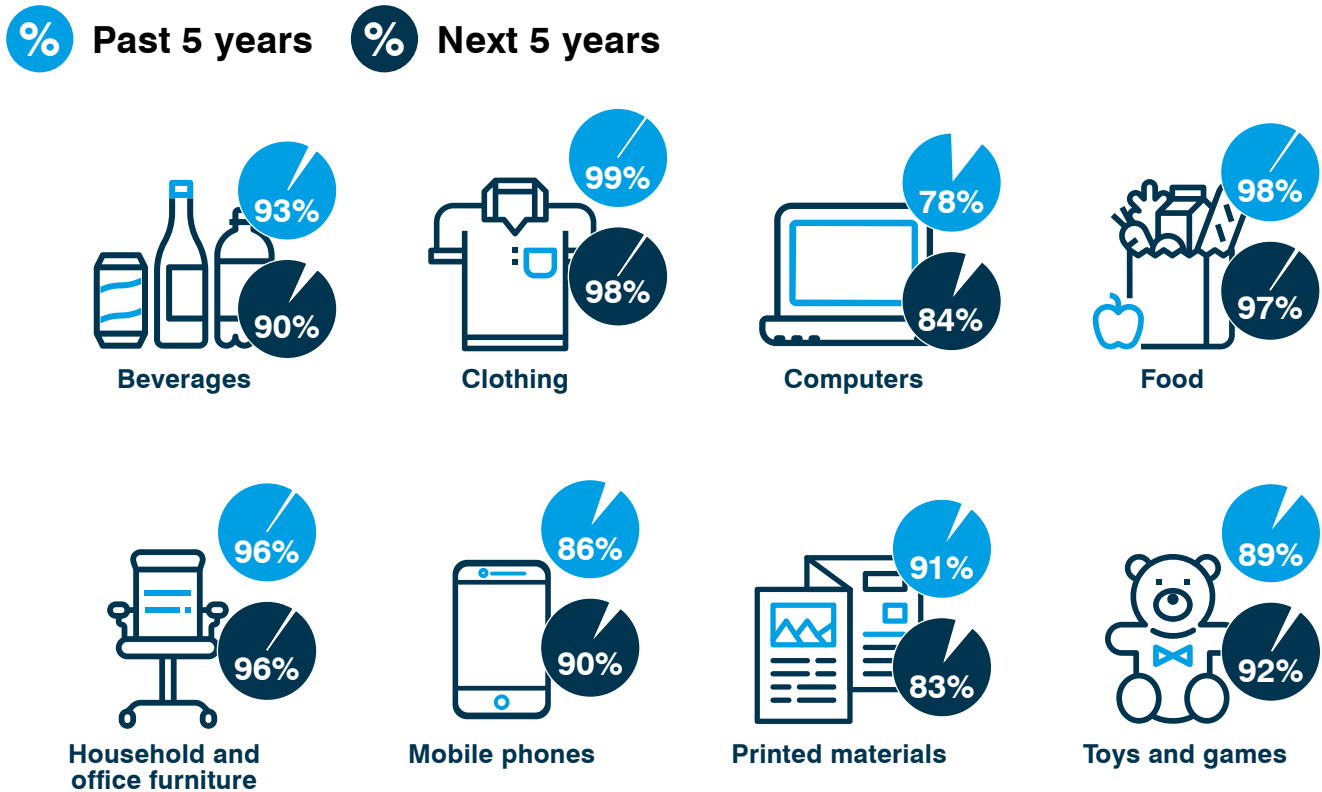 % Past 5 years % Next 5 years
93%
90%
Beverages
99%
98%
Clothing
78%
84%
Computers
98%
97%
Food
96%
96%
Household and
office furniture
86%
90%
Mobile phones
91%
83%
Printed materials
89%
92%
Toys and games